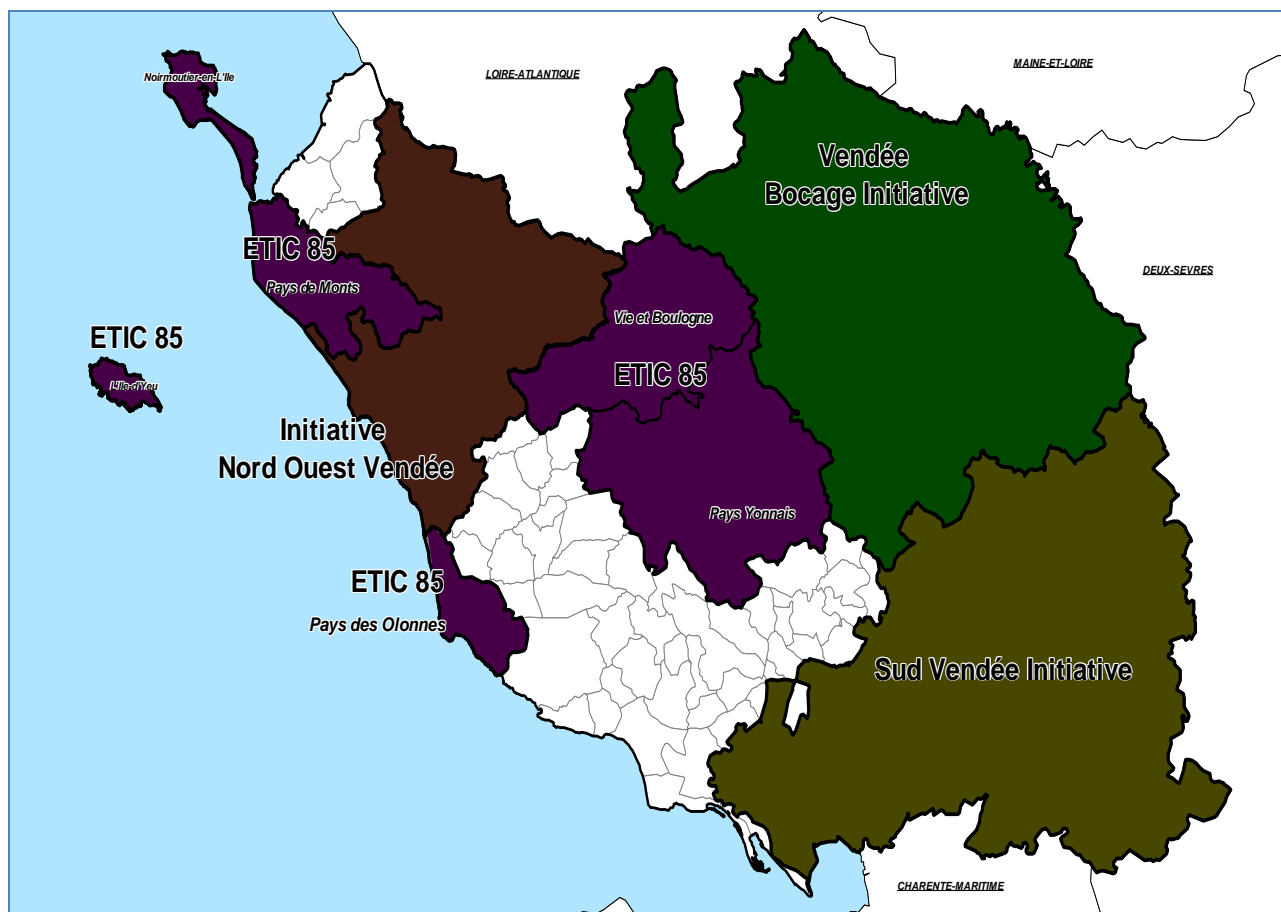 MAINE-ET-LOIRE
LOIRE-ATLANTIQUE
Noirmoutier-en-L'Ile
Vendée
Bocage Initiative
ETIC 85
DEUX-SEVRES
Pays de Monts
Vie et Boulogne
ETIC 85
ETIC 85
L'Ile-d'Yeu
Initiative
Nord Ouest Vendée
Pays Yonnais
ETIC 85
Pays des Olonnes
Sud Vendée Initiative
CHARENTE-MARITIME